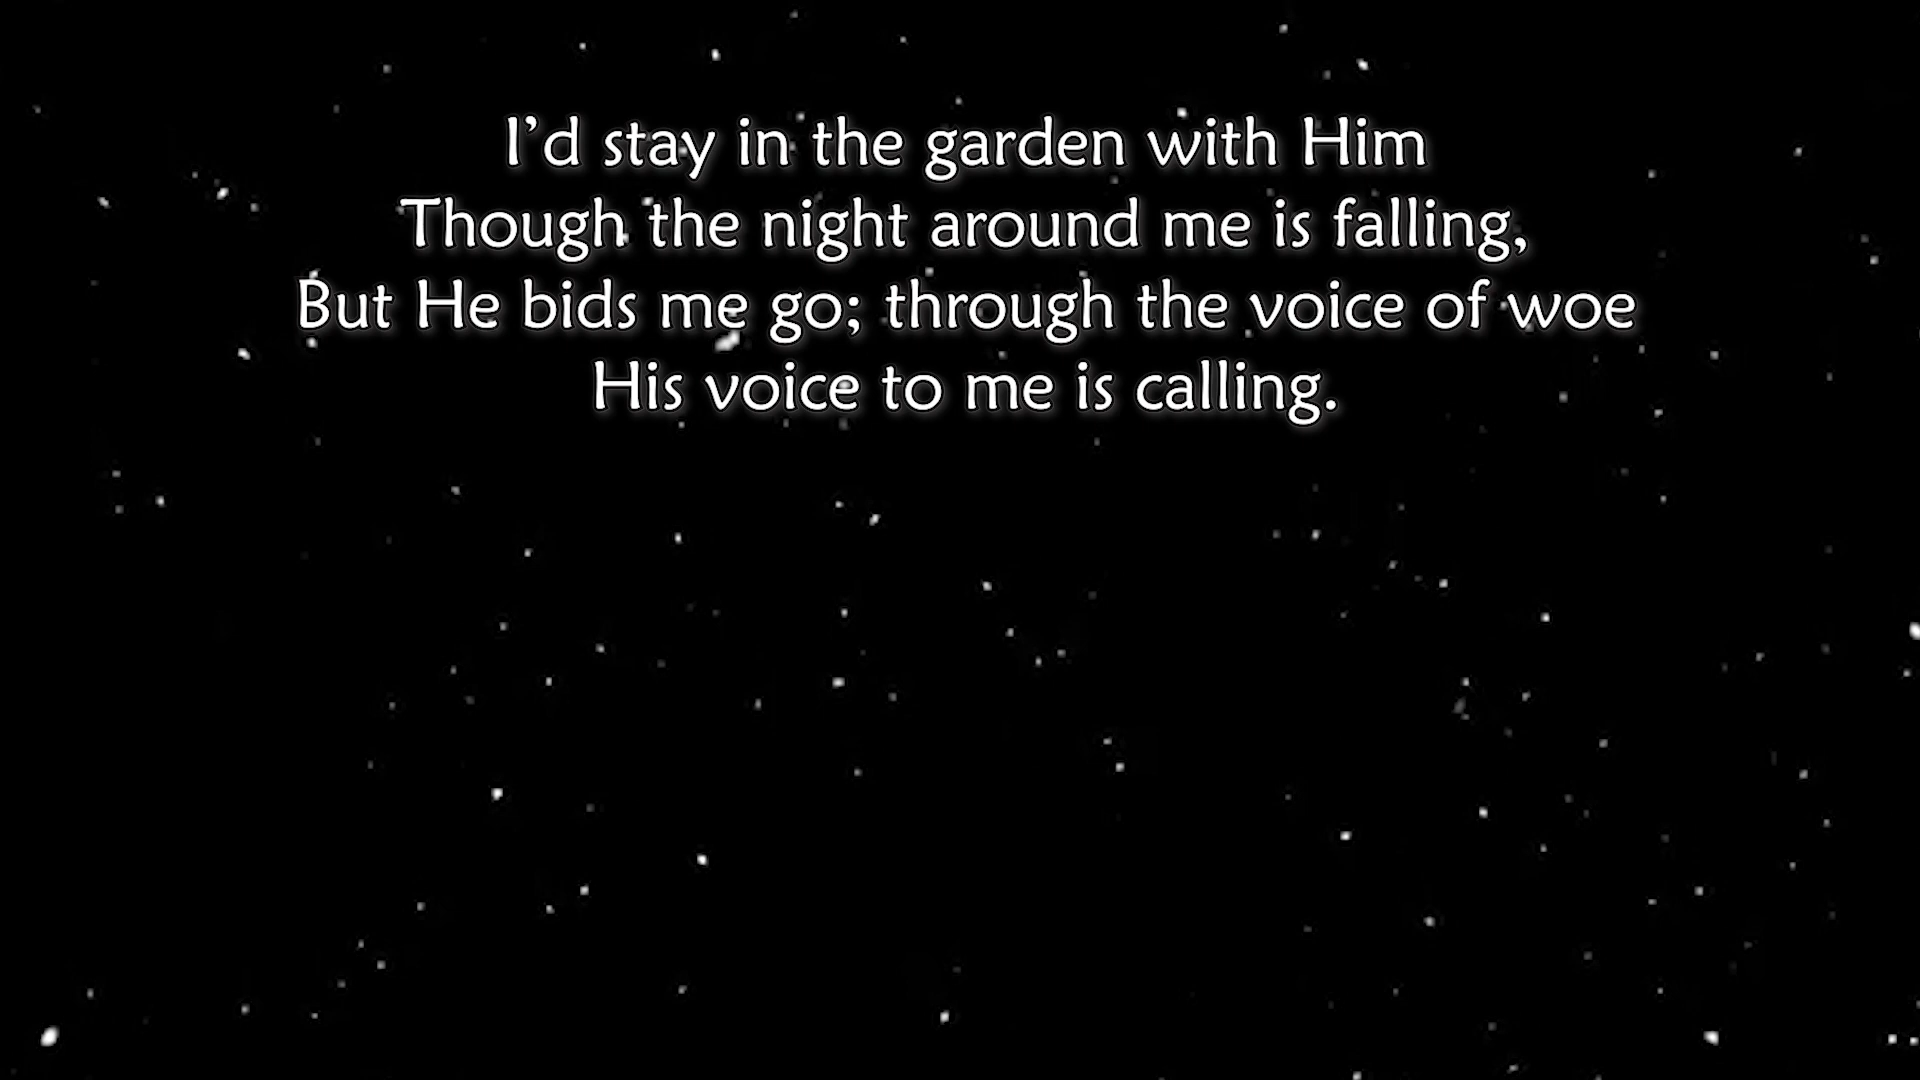 I’d stay in the garden with Him
Though the night around me is falling,
But He bids me go; through the voice of woe
His voice to me is calling.